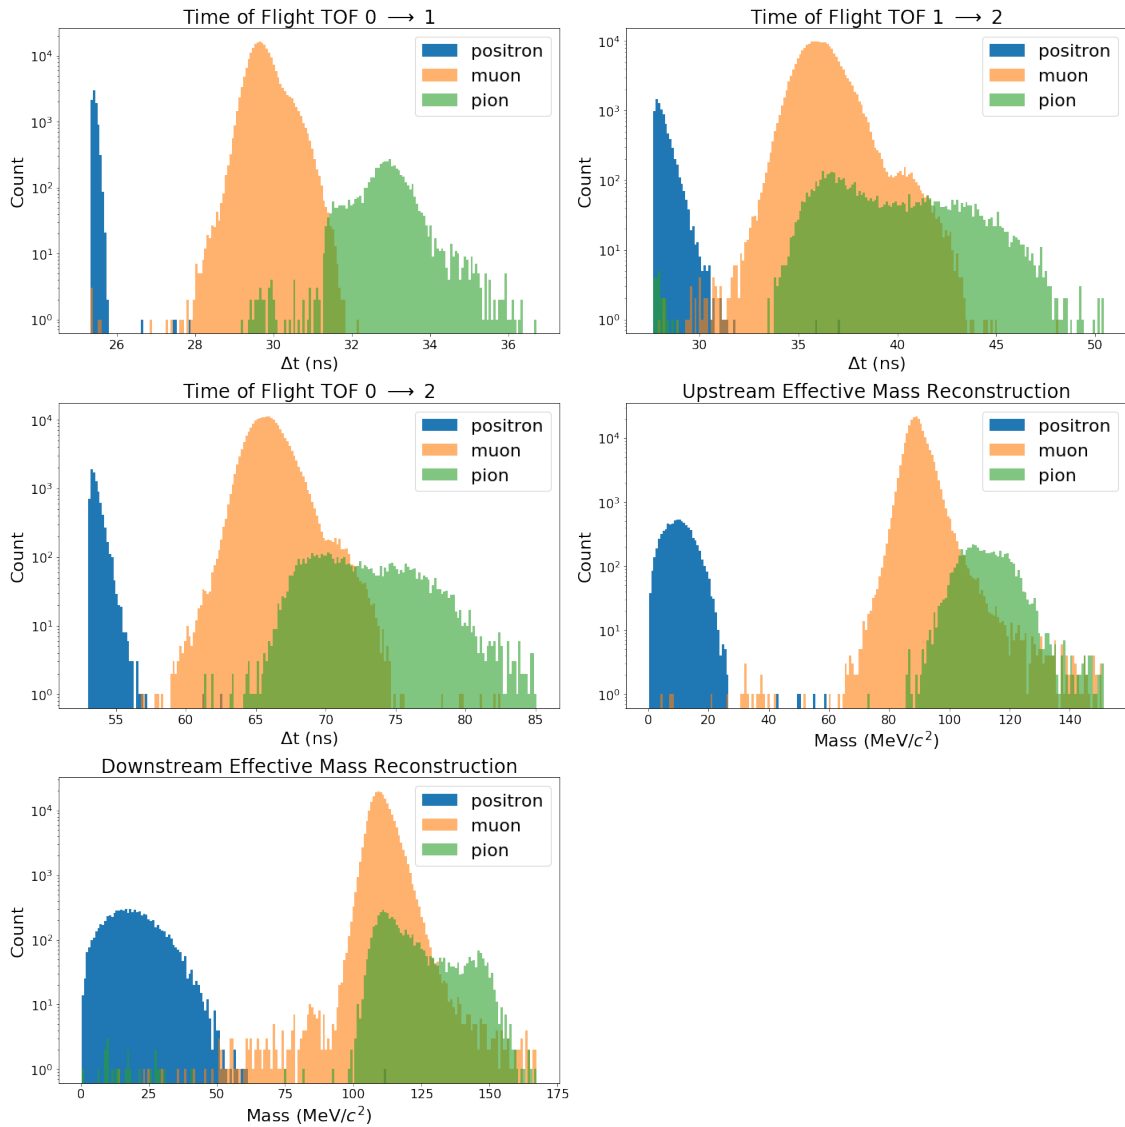 Time of Flight TOF 0 ⟶ 1
Count
10⁴
10³
10²
10¹
10⁰
positron
muon
pion
26 28 30 32 34 36
Δt (ns)
Time of Flight TOF 1 ⟶ 2
Count
10⁴
10³
10²
10¹
10⁰
positron
muon
pion
30 35 40 45 50
Δt (ns)
Time of Flight TOF 0 ⟶ 2
Count
10⁴
10³
10²
10¹
10⁰
positron
muon
pion
55 60 65 70 75 80 85
Δt (ns)
Upstream Effective Mass Reconstruction
Count
10⁴
10³
10²
10¹
10⁰
positron
muon
pion
0 20 40 60 80 100 120 140
Mass (MeV/c²)
Downstream Effective Mass Reconstruction
Count
10⁴
10³
10²
10¹
10⁰
positron
muon
pion
0 25 50 75 100 125 150 175
Mass (MeV/c²)